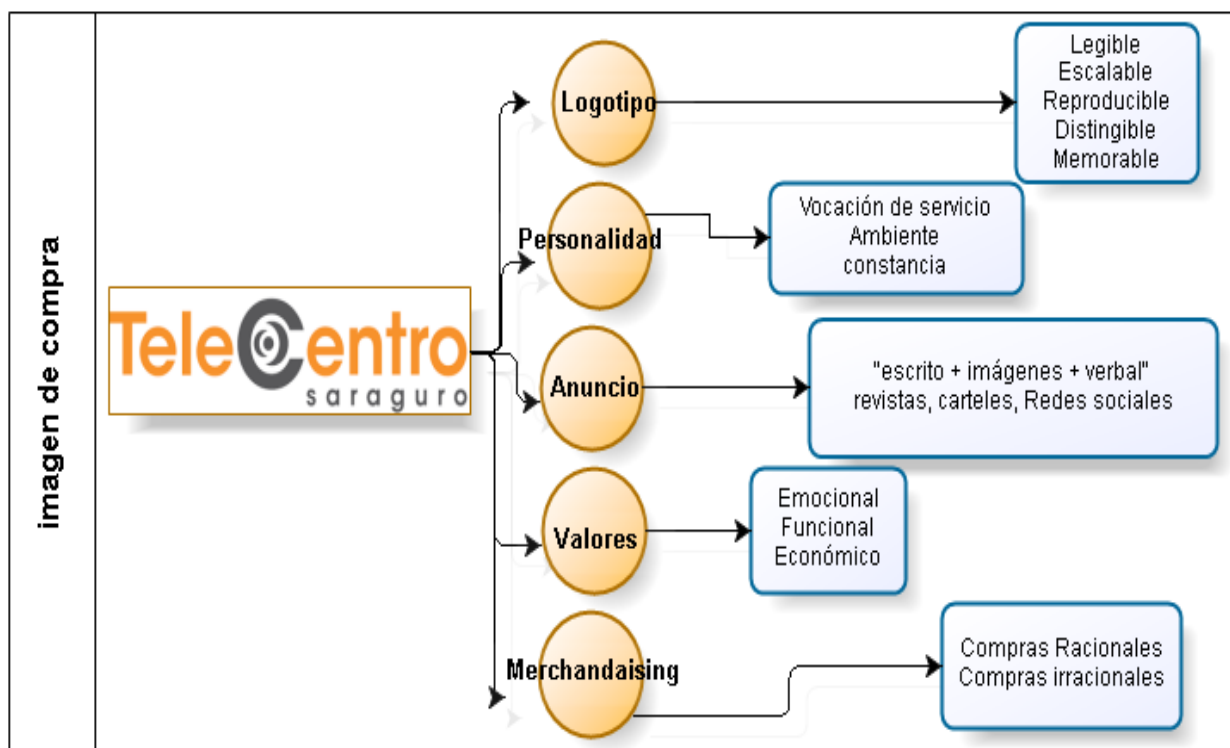 imagen de compra
TeleCentro
saraguro
Logotipo
Legible
Escalable
Reproducible
Distingible
Memorable
Personalidad
Vocación de servicio
Ambiente
constancia
Anuncio
"escrito + imágenes + verbal"
revistas, carteles, Redes sociales
Valores
Emocional
Funcional
Económico
Merchandaising
Compras Racionales
Compras irracionales